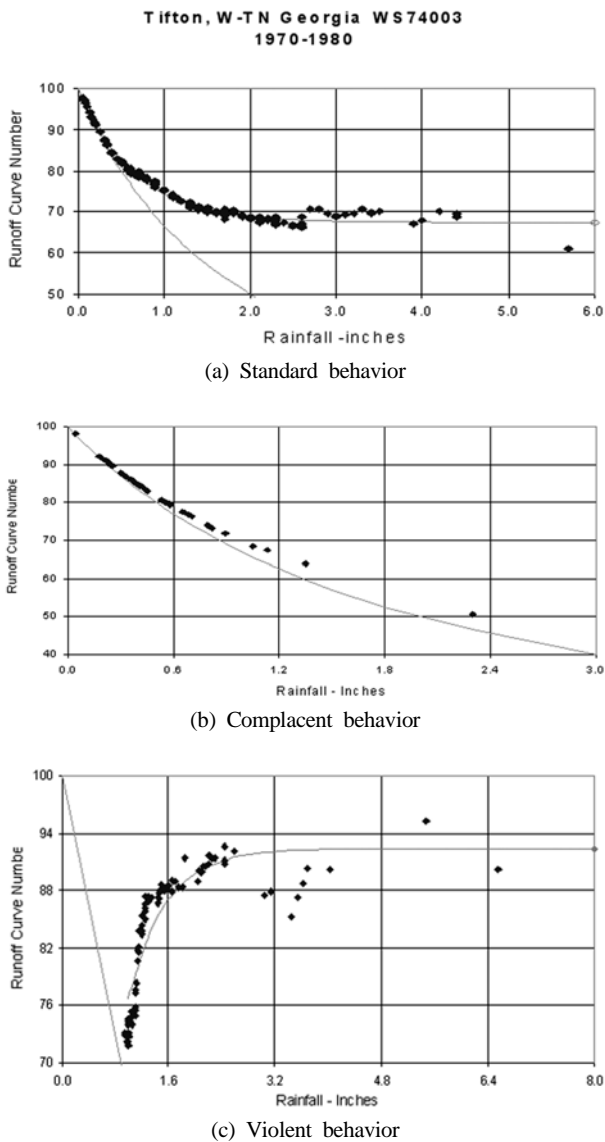 Tifton, W-TN Georgia WS74003
1970-1980
Runoff Curve Number
100
90
80
70
60
50
0.0 1.0 2.0 3.0 4.0 5.0 6.0
Rainfall -inches
(a) Standard behavior
Runoff Curve Numbe
100
90
80
70
60
50
40
0.0 0.6 1.2 1.8 2.4 3.0
Rainfall - Inches
(b) Complacent behavior
Runoff Curve Numbe
100
94
88
82
76
70
0.0 1.6 3.2 4.8 6.4 8.0
Rainfall - Inches
(c) Violent behavior